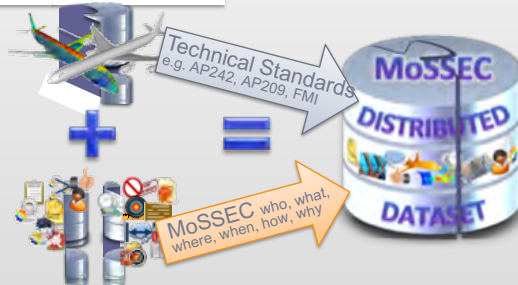 Technical Standards
e.g. AP242, AP209, FMI
MoSSEC who, what,
where, when, how, why
MoSSEC
DISTRIBUTED
DATASET